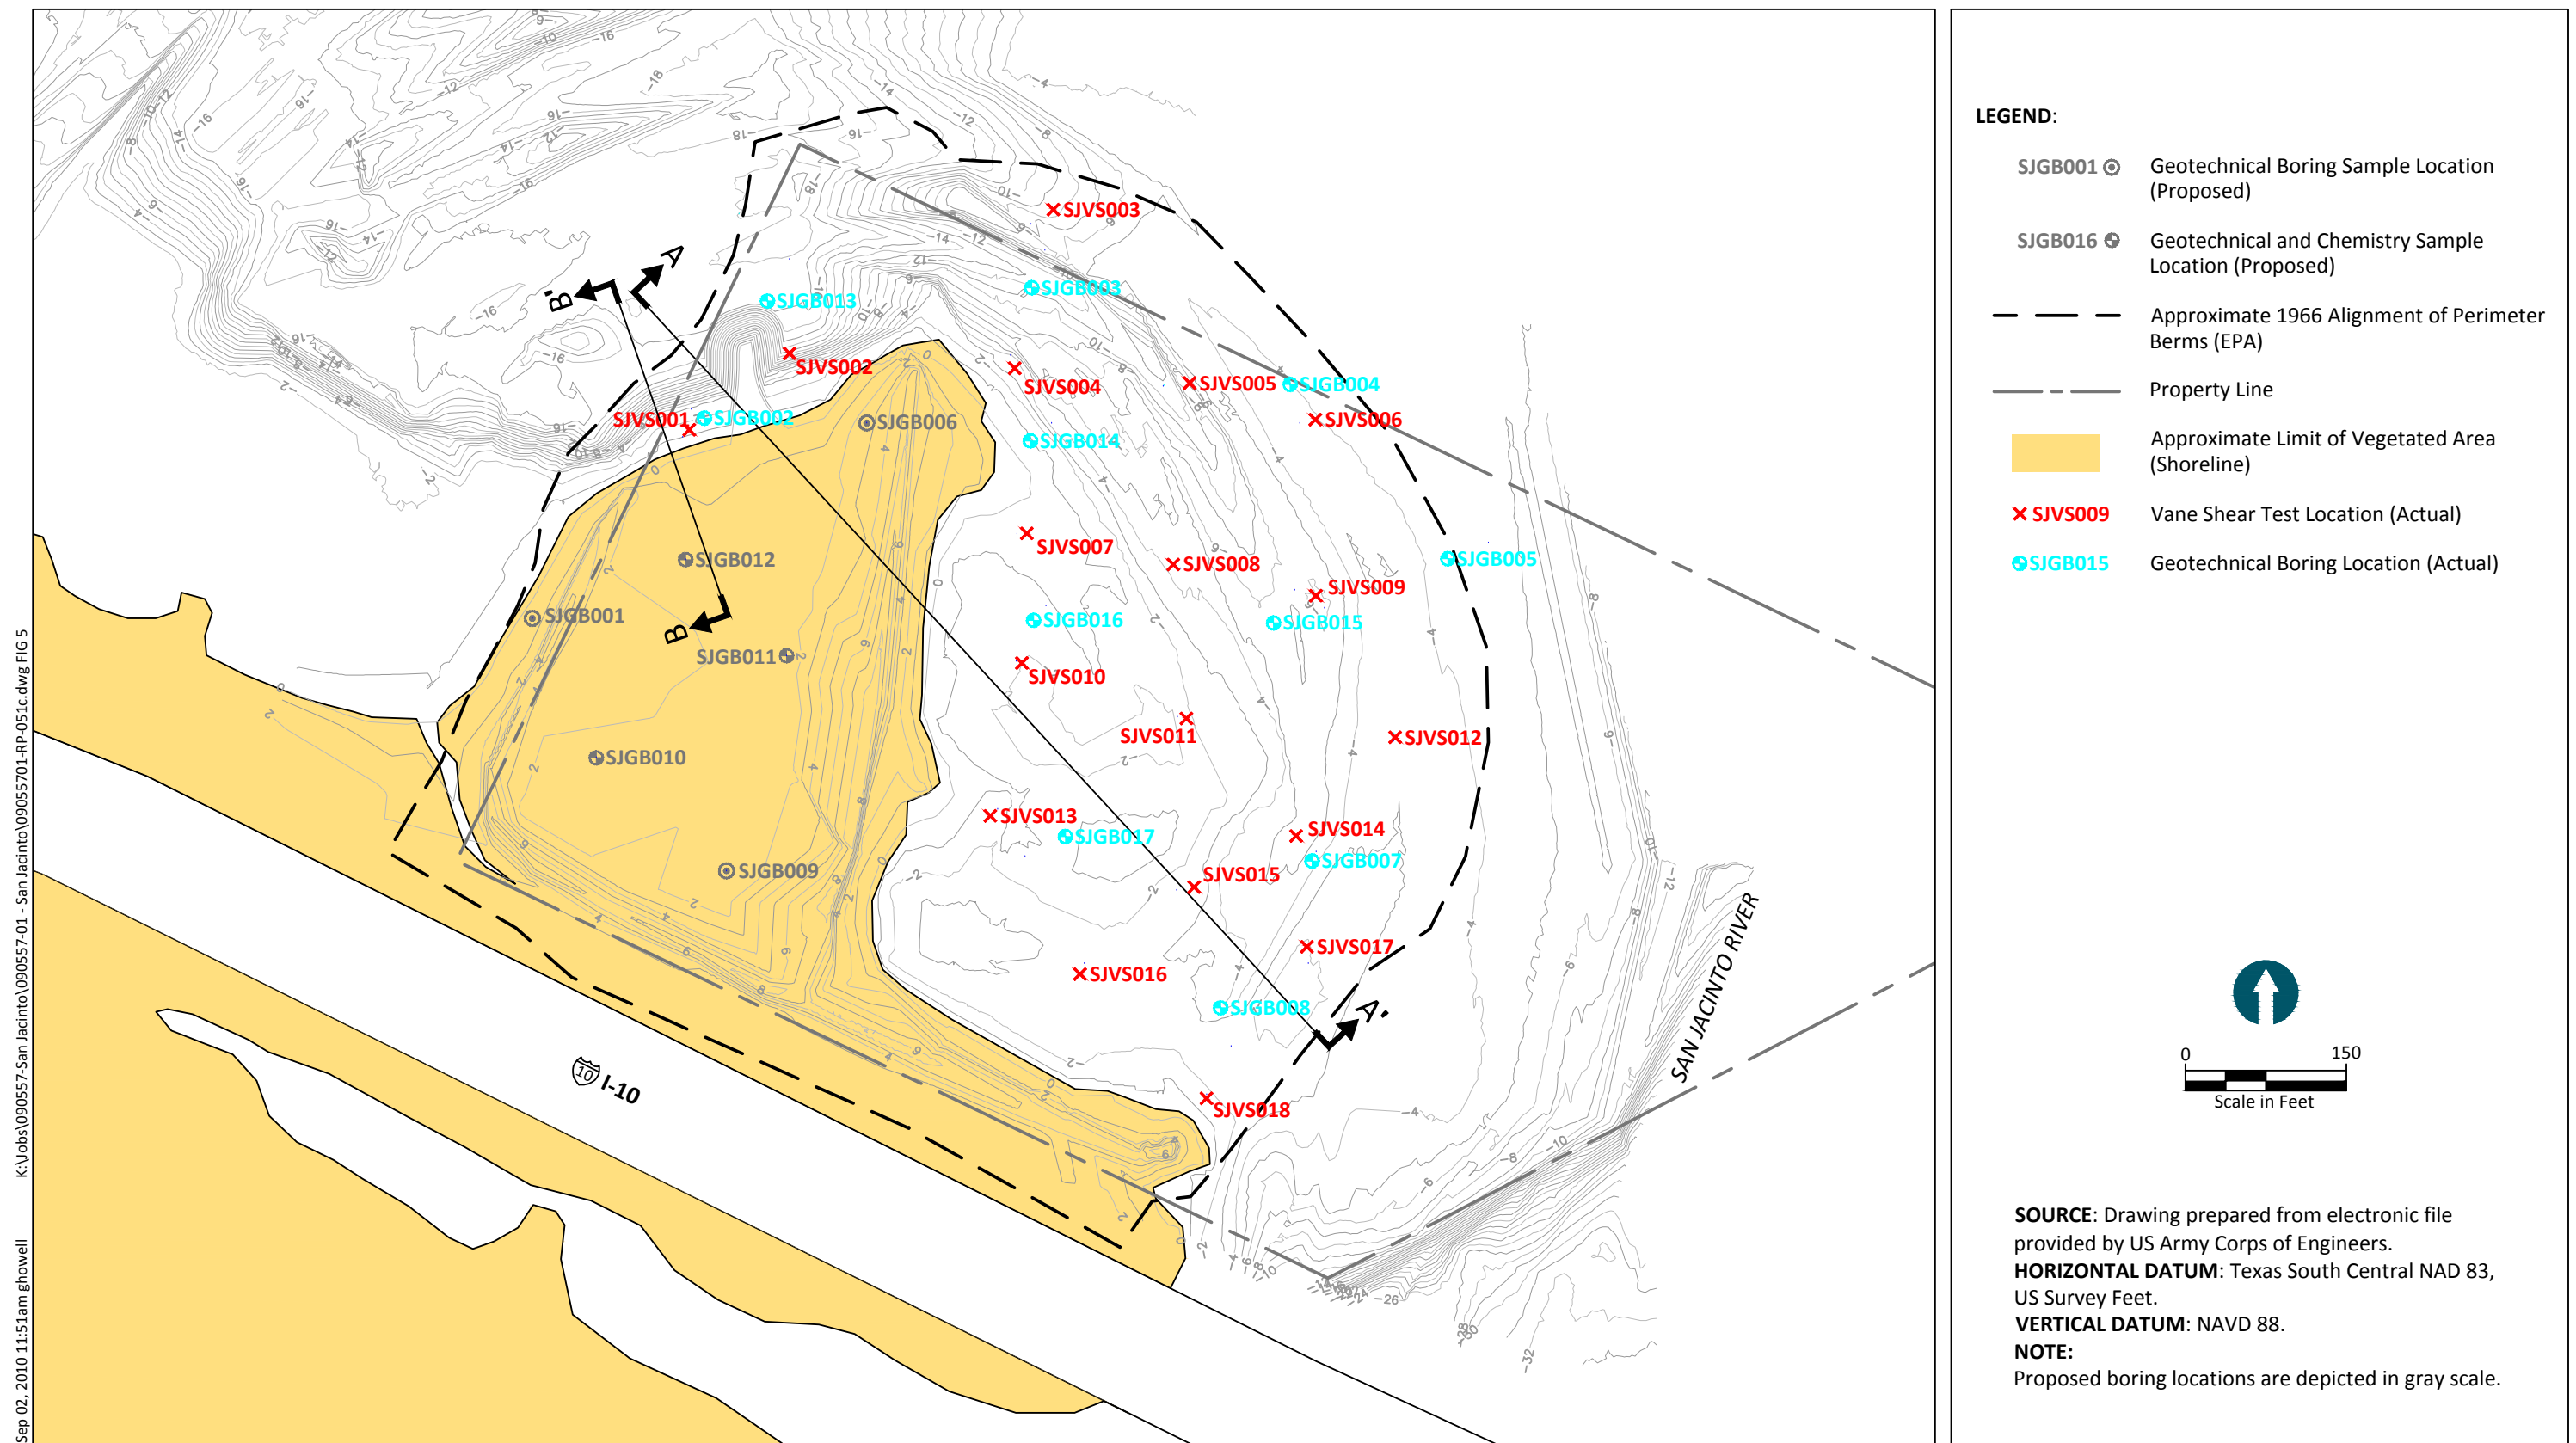 SJVS003
A
B'
SJGB013
SJGB003
SJVS002
SJVS004
SJVS005
SJGB004
SJVS001
SJGB002
SJGB006
SJVS006
SJGB014
SJVS007
SJGB012
SJVS008
SJGB005
SJVS009
SJGB001
SJGB016
SJGB015
B
SJGB011
SJVS010
SJVS011
SJVS012
SJGB010
SJVS013
SJGB017
SJVS014
SJGB007
SJGB009
SJVS015
SJVS017
SJVS016
SJGB008
A'
SJVS018
SAN JACINTO RIVER
10 I-10
K:\Jobs\090557-San Jacinto\090557-01 - San Jacinto\09055701-RP-051c.dwg FIG 5
Sep 02, 2010 11:51am ghowell
LEGEND:
SJGB001 Geotechnical Boring Sample Location
(Proposed)
SJGB016 Geotechnical and Chemistry Sample
Location (Proposed)
Approximate 1966 Alignment of Perimeter
Berms (EPA)
Property Line
Approximate Limit of Vegetated Area
(Shoreline)
SJVS009 Vane Shear Test Location (Actual)
SJGB015 Geotechnical Boring Location (Actual)
0 150
Scale in Feet
SOURCE: Drawing prepared from electronic file
provided by US Army Corps of Engineers.
HORIZONTAL DATUM: Texas South Central NAD 83,
US Survey Feet.
VERTICAL DATUM: NAVD 88.
NOTE:
Proposed boring locations are depicted in gray scale.